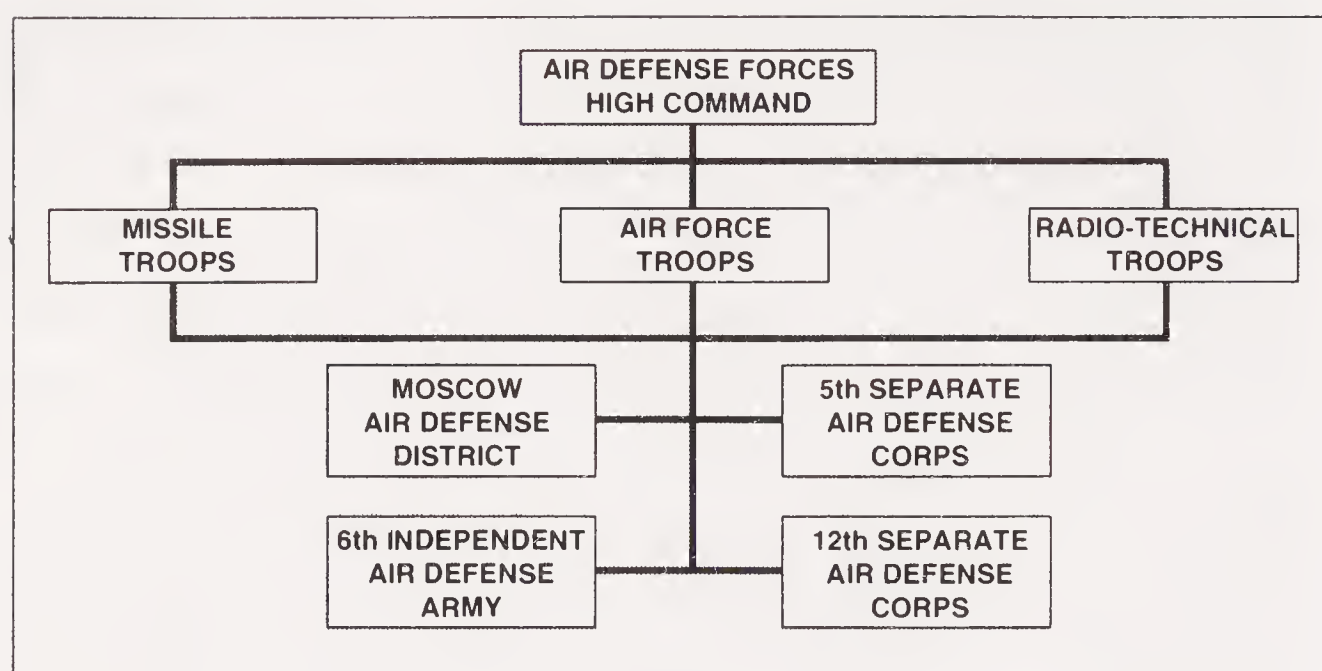 AIR DEFENSE FORCES
HIGH COMMAND
MISSILE
TROOPS
AIR FORCE
TROOPS
RADIO-TECHNICAL
TROOPS
MOSCOW
AIR DEFENSE
DISTRICT
5th SEPARATE
AIR DEFENSE
CORPS
6th INDEPENDENT
AIR DEFENSE
ARMY
12th SEPARATE
AIR DEFENSE
CORPS